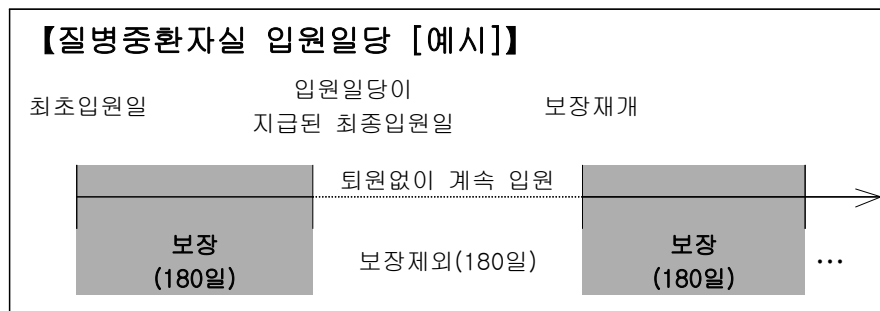 【질병중환자실 입원일당 [예시]】
최초입원일
입원일당이
지급된 최종입원일
보장재개
퇴원없이 계속 입원
보장
(180일)
보장제외(180일)
보장
(180일)
…